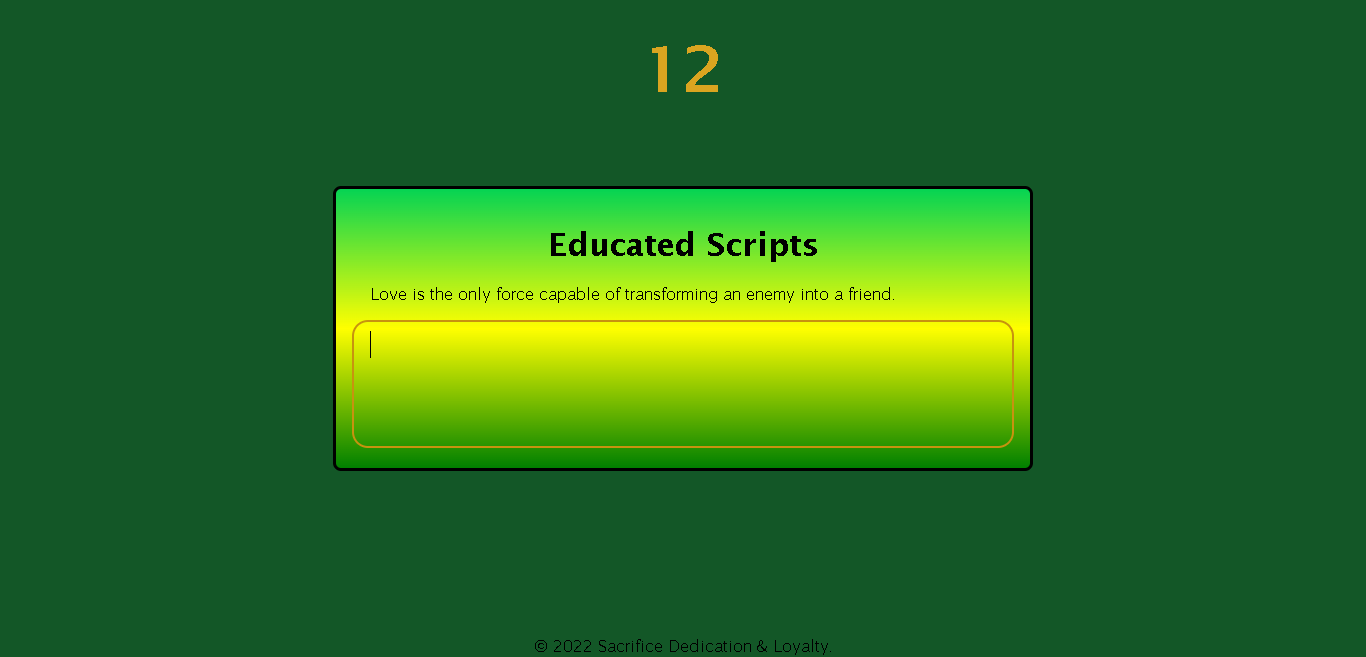 12
Educated Scripts
Love is the only force capable of transforming an enemy into a friend.
© 2022 Sacrifice Dedication & Loyalty.